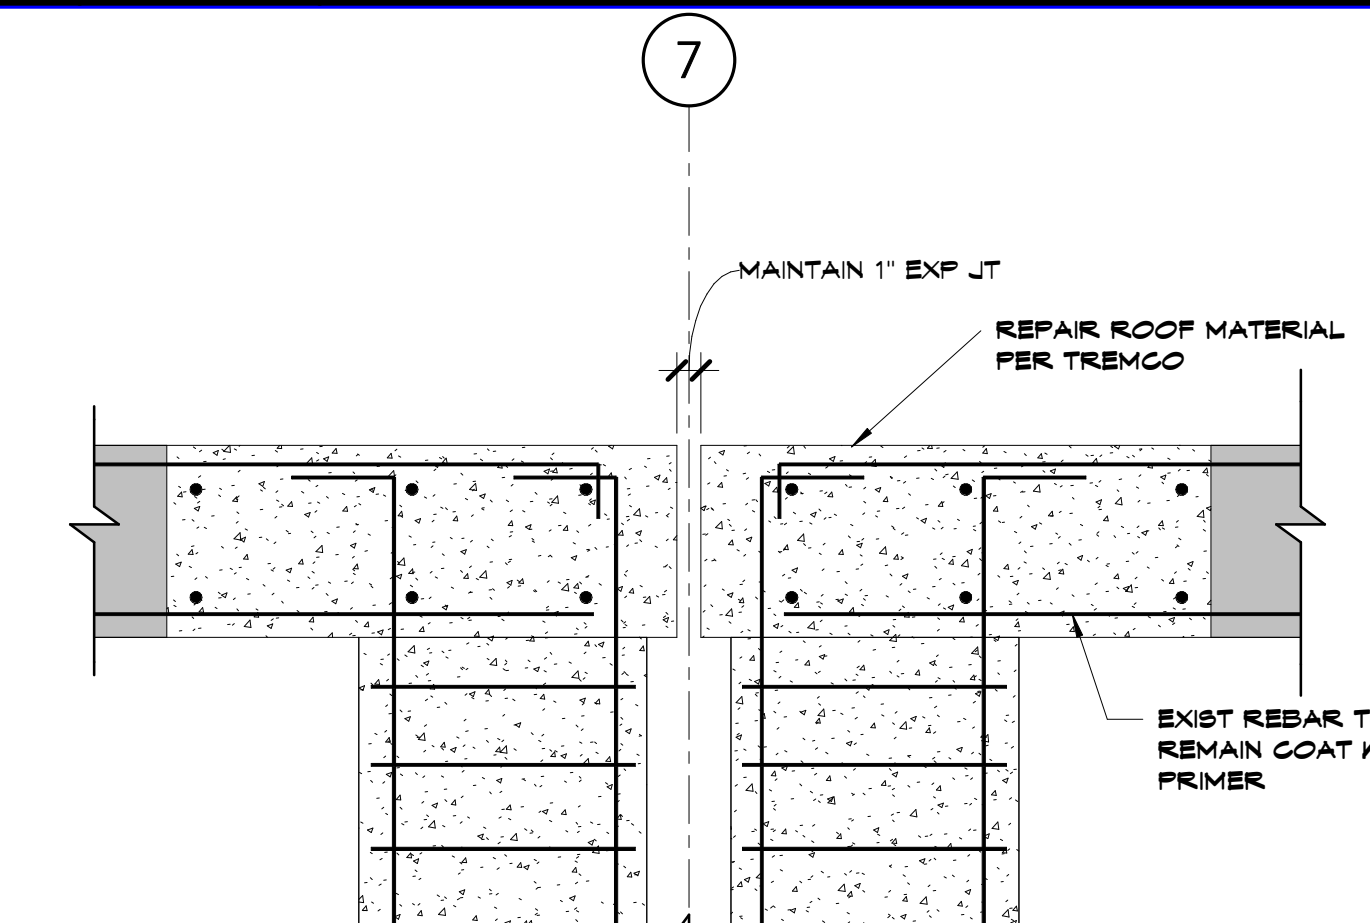 7
MAINTAIN 1" EXP JT
REPAIR ROOF MATERIAL
PER TREMCO
EXIST REBAR
REMAIN COAT
PRIMER